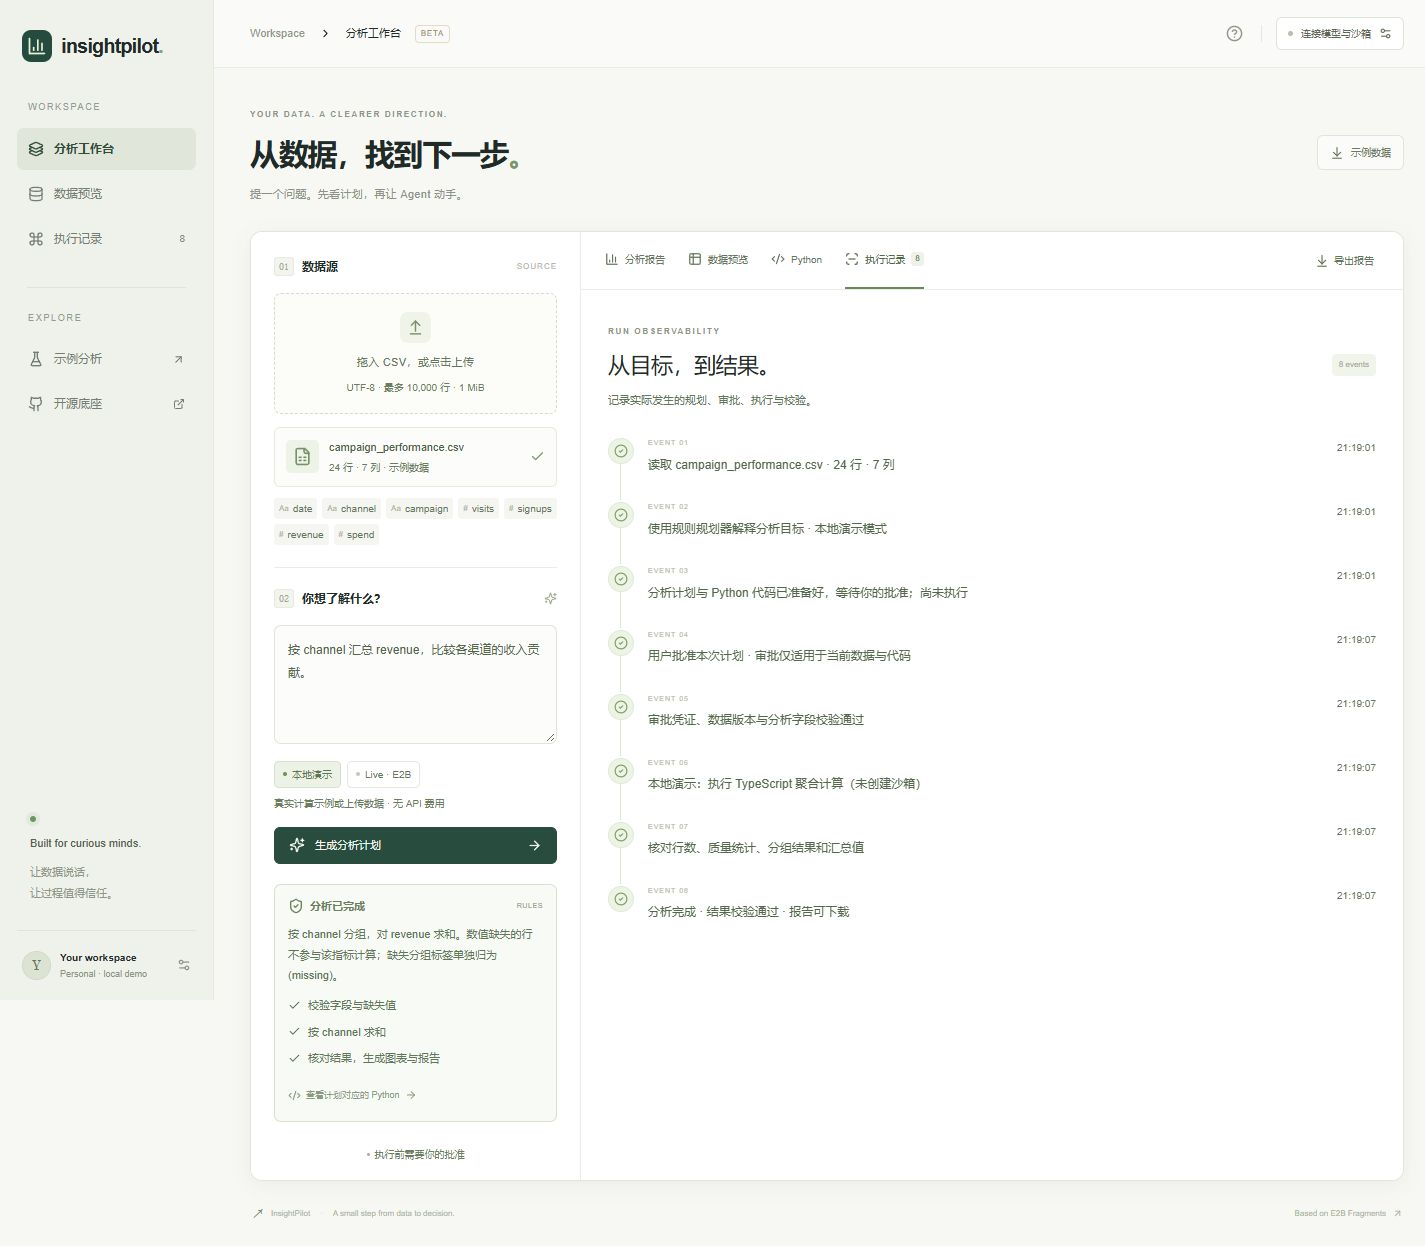 insightpilot.
WORKSPACE
分析工作台
数据预览
执行记录 8
EXPLORE
示例分析
开源底座
Built for curious minds.
让数据说话，
让过程值得信任。
Y
Your workspace
Personal · local demo
Workspace 分析工作台 BETA
连接模型与沙箱
YOUR DATA. A CLEARER DIRECTION.
从数据，找到下一步。
提一个问题。先看计划，再让 Agent 动手。
示例数据
01 数据源 SOURCE
拖入 CSV，或点击上传
UTF-8 · 最多 10,000 行 · 1 MiB
campaign_performance.csv
24 行 · 7 列 · 示例数据
Aa date Aa channel Aa campaign # visits # signups
# revenue # spend
02 你想了解什么？
按 channel 汇总 revenue，比较各渠道的收入贡
献。
本地演示 Live · E2B
真实计算示例或上传数据 · 无 API 费用
生成分析计划
分析已完成 RULES
按 channel 分组，对 revenue 求和。数值缺失的行
不参与该指标计算；缺失分组标签单独归为
(missing)。
校验字段与缺失值
按 channel 求和
核对结果，生成图表与报告
查看计划对应的 Python
执行前需要你的批准
分析报告 数据预览 Python 执行记录 8 导出报告
RUN OBSERVABILITY
从目标，到结果。
8 events
记录实际发生的规划、审批、执行与校验。
EVENT 01
读取 campaign_performance.csv · 24 行 · 7 列
21:19:01
EVENT 02
使用规则规划器解释分析目标 · 本地演示模式
21:19:01
EVENT 03
分析计划与 Python 代码已准备好，等待你的批准；尚未执行
21:19:01
EVENT 04
用户批准本次计划 · 审批仅适用于当前数据与代码
21:19:07
EVENT 05
审批凭证、数据版本与分析字段校验通过
21:19:07
EVENT 06
本地演示：执行 TypeScript 聚合计算（未创建沙箱）
21:19:07
EVENT 07
核对行数、质量统计、分组结果和汇总值
21:19:07
EVENT 08
分析完成 · 结果校验通过 · 报告可下载
21:19:07
InsightPilot A small step from data to decision.
Based on E2B Fragments